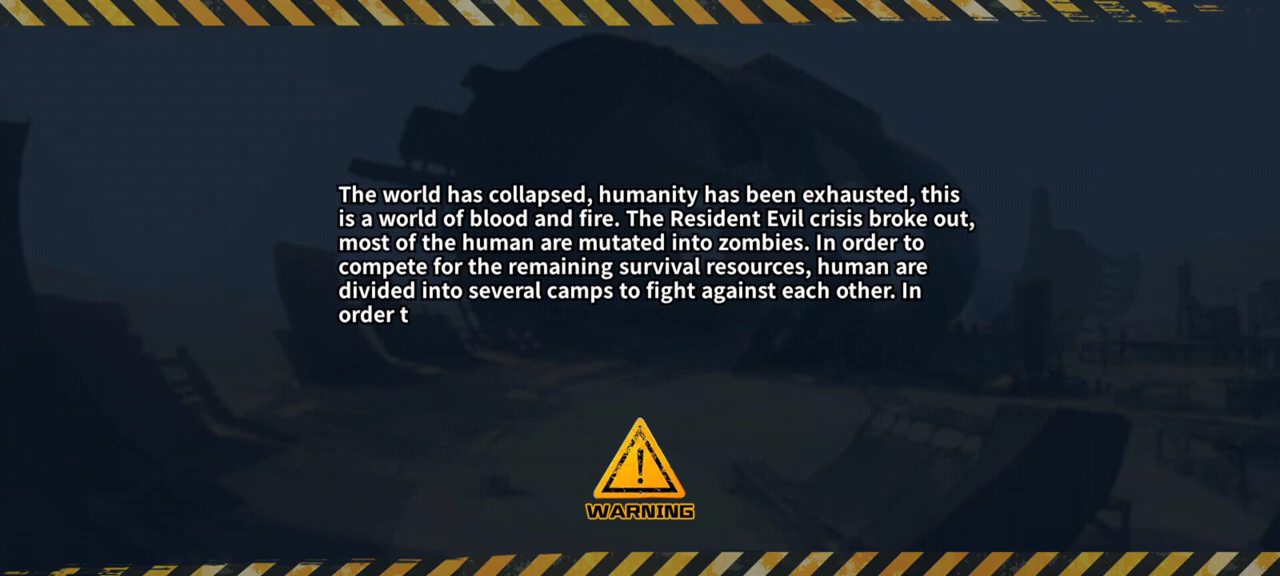 The world has collapsed, humanity has been exhausted, this
is a world of blood and fire. The Resident Evil crisis broke out,
most of the human are mutated into zombies. In order to
compete for the remaining survival resources, human are
divided into several camps to fight against each other. In
order t
WARNING